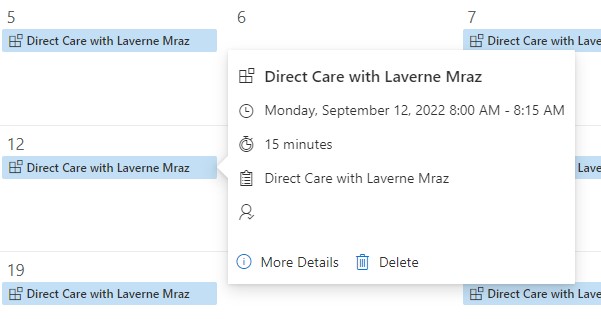 5
6
7
Direct Care with Laverne Mraz
Direct Care with Lave
Direct Care with Laverne Mraz
Monday, September 12, 2022 8:00 AM - 8:15 AM
15 minutes
Direct Care with Laverne Mraz
More Details
Delete
12
Direct Care with Laverne Mraz
Lave
19
Direct Care with Laverne Mraz
Direct Care with Lave